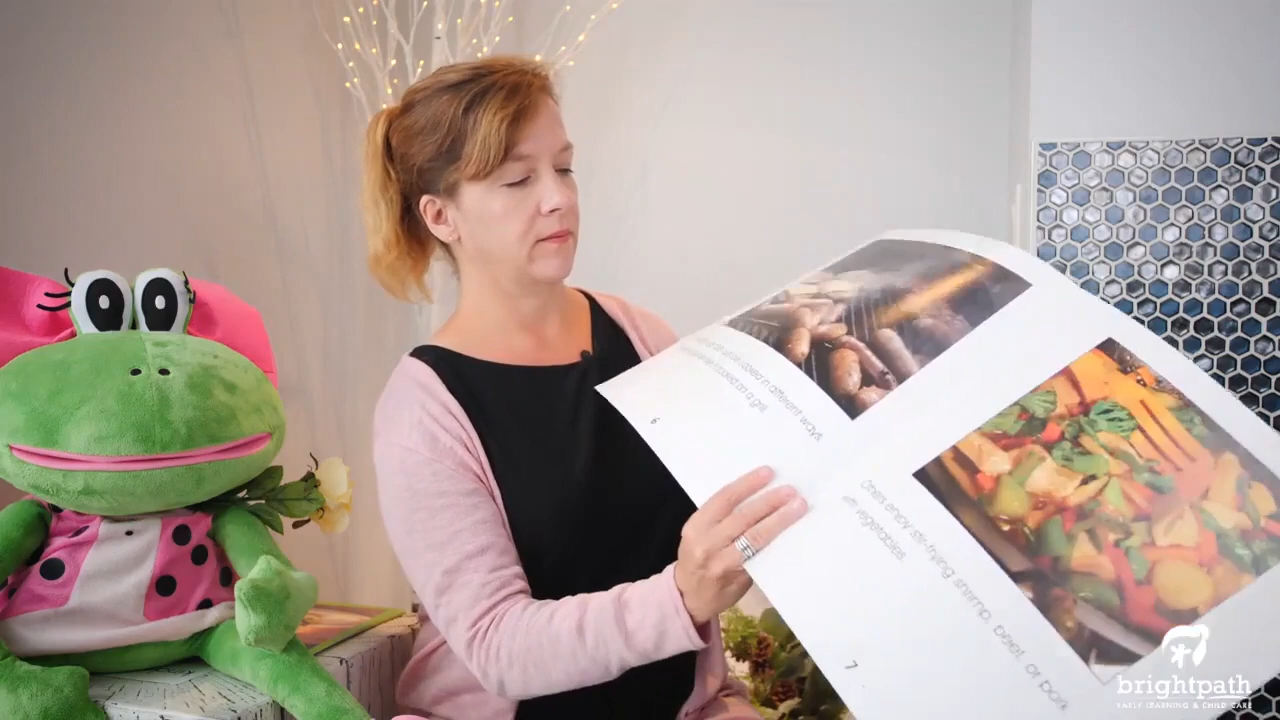 cooked in different ways.
cooked on a grill.
6
Others enjoy stir-frying shrimp, beef, or pork
with vegetables.
7
brightpath
EARLY LEARNING & CHILD CARE